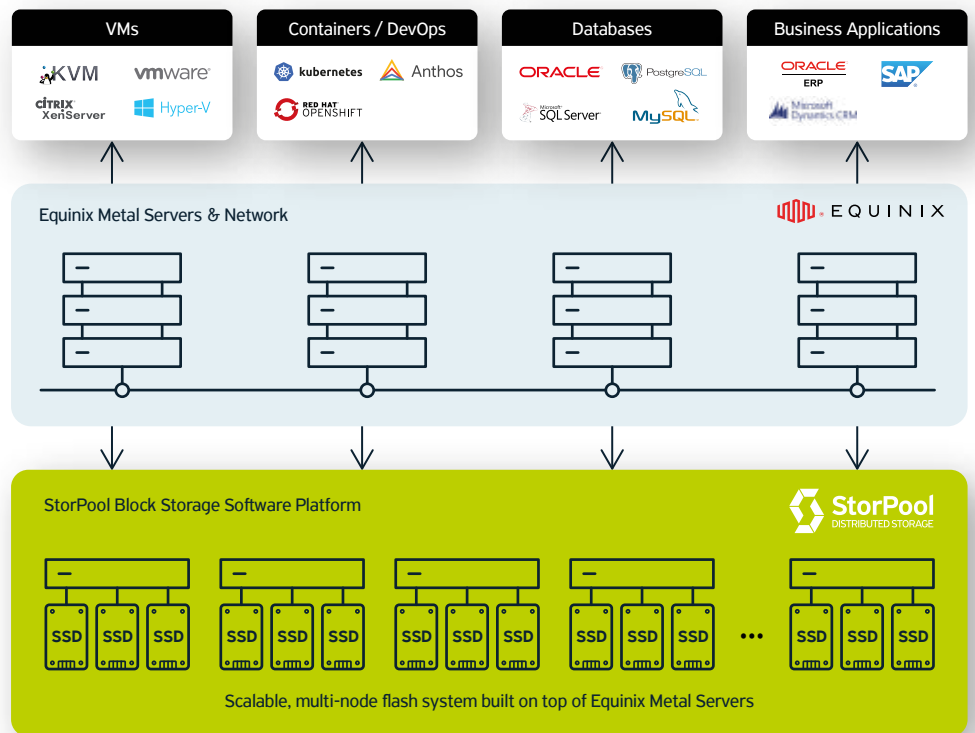 VMs
KVM
vmware®
CİTRIX®
XenServer
Hyper-V
Containers / DevOps
kubernetes
Anthos
RED HAT®
OPENSHIFT
Databases
ORACLE®
PostgreSQL
Microsoft®
SQL Server®
MySQL®
Business Applications
ORACLE®
ERP
SAP®
Microsoft
Dynamics CRM
Equinix Metal Servers & Network
EQUINIX
StorPool Block Storage Software Platform
StorPool
DISTRIBUTED STORAGE
SSD SSD SSD SSD SSD SSD SSD SSD SSD SSD SSD SSD ••• SSD SSD SSD
Scalable, multi-node flash system built on top of Equinix Metal Servers